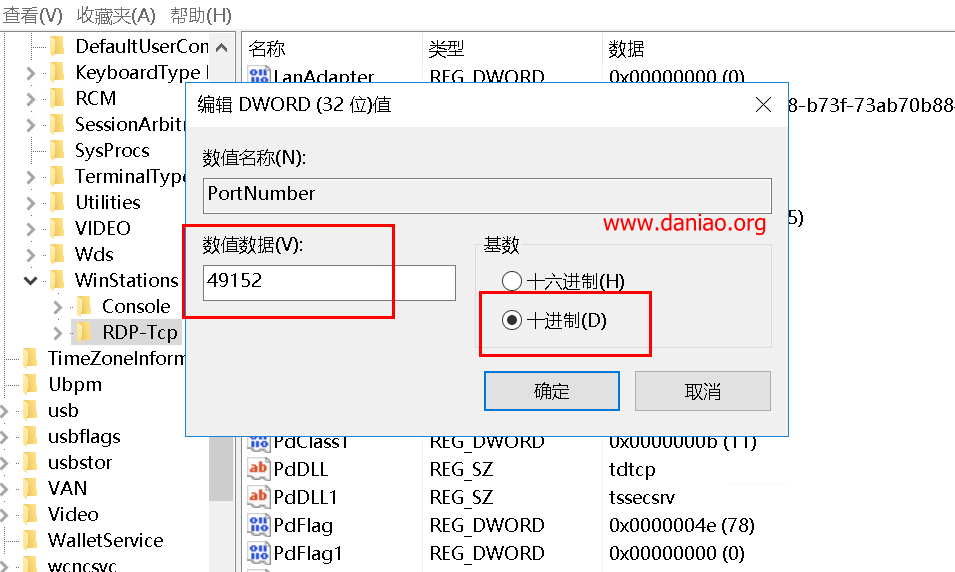 查看(V) 收藏夹(A) 帮助(H)
DefaultUserCon
KeyboardType
RCM
SessionArbitr
SysProcs
TerminalType
Utilities
VIDEO
Wds
WinStations
Console
RDP-Tcp
TimeZoneInform
Ubpm
usb
usbflags
usbstor
VAN
Video
WalletService
wcncsvc
名称 类型 数据
LanAdapter REG_DWORD 0x00000000 (0)
8-b73f-73ab70b88
5)
编辑 DWORD (32 位)值
数值名称(N):
PortNumber
www.daniao.org
数值数据(V):
49152
基数
十六进制(H)
十进制(D)
确定 取消
PdClass1 REG_DWORD 0x0000000b (11)
PdDLL REG_SZ tdtcp
PdDLL1 REG_SZ tssecsrv
PdFlag REG_DWORD 0x0000004e (78)
PdFlag1 REG_DWORD 0x00000000 (0)